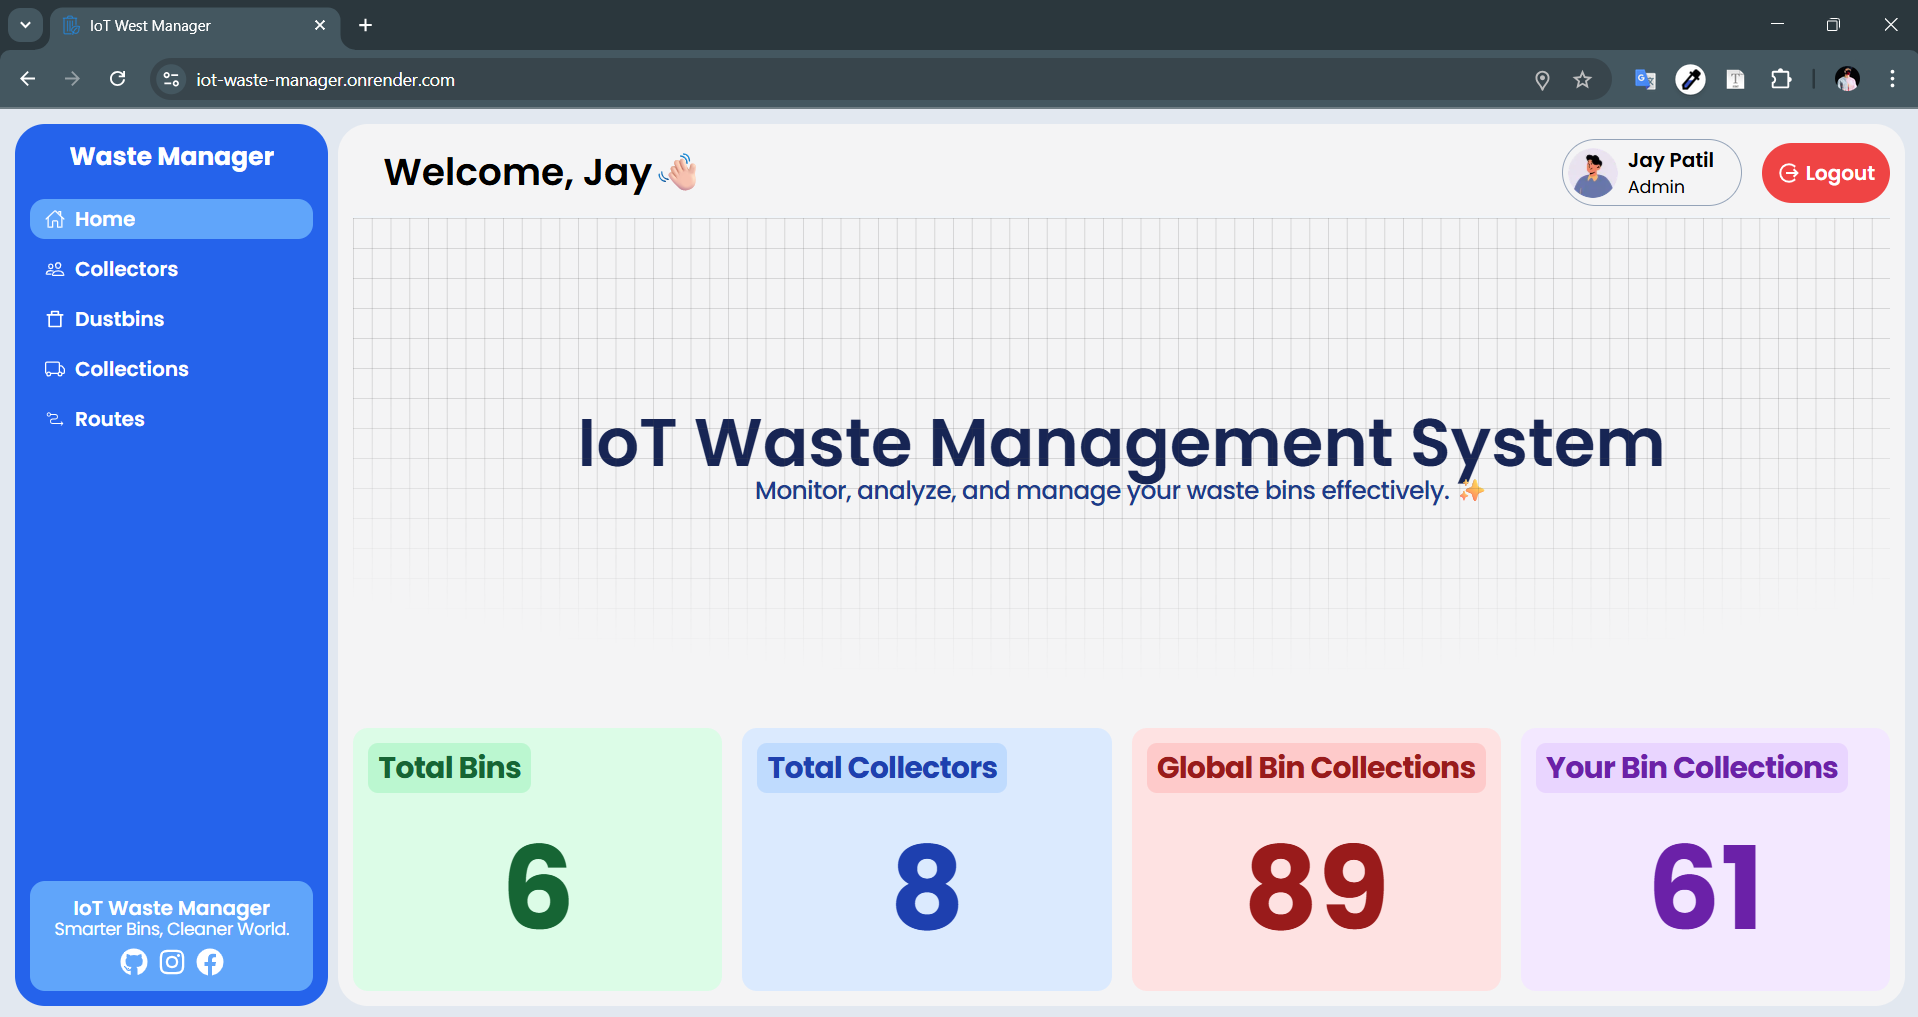 IoT West Manager
iot-waste-manager.onrender.com
Waste Manager
Home
Collectors
Dustbins
Collections
Routes
IoT Waste Manager
Smarter Bins, Cleaner World.
Welcome, Jay 👋🏻
Jay Patil
Admin
Logout
IoT Waste Management System
Monitor, analyze, and manage your waste bins effectively. ✨
Total Bins
6
Total Collectors
8
Global Bin Collections
89
Your Bin Collections
61